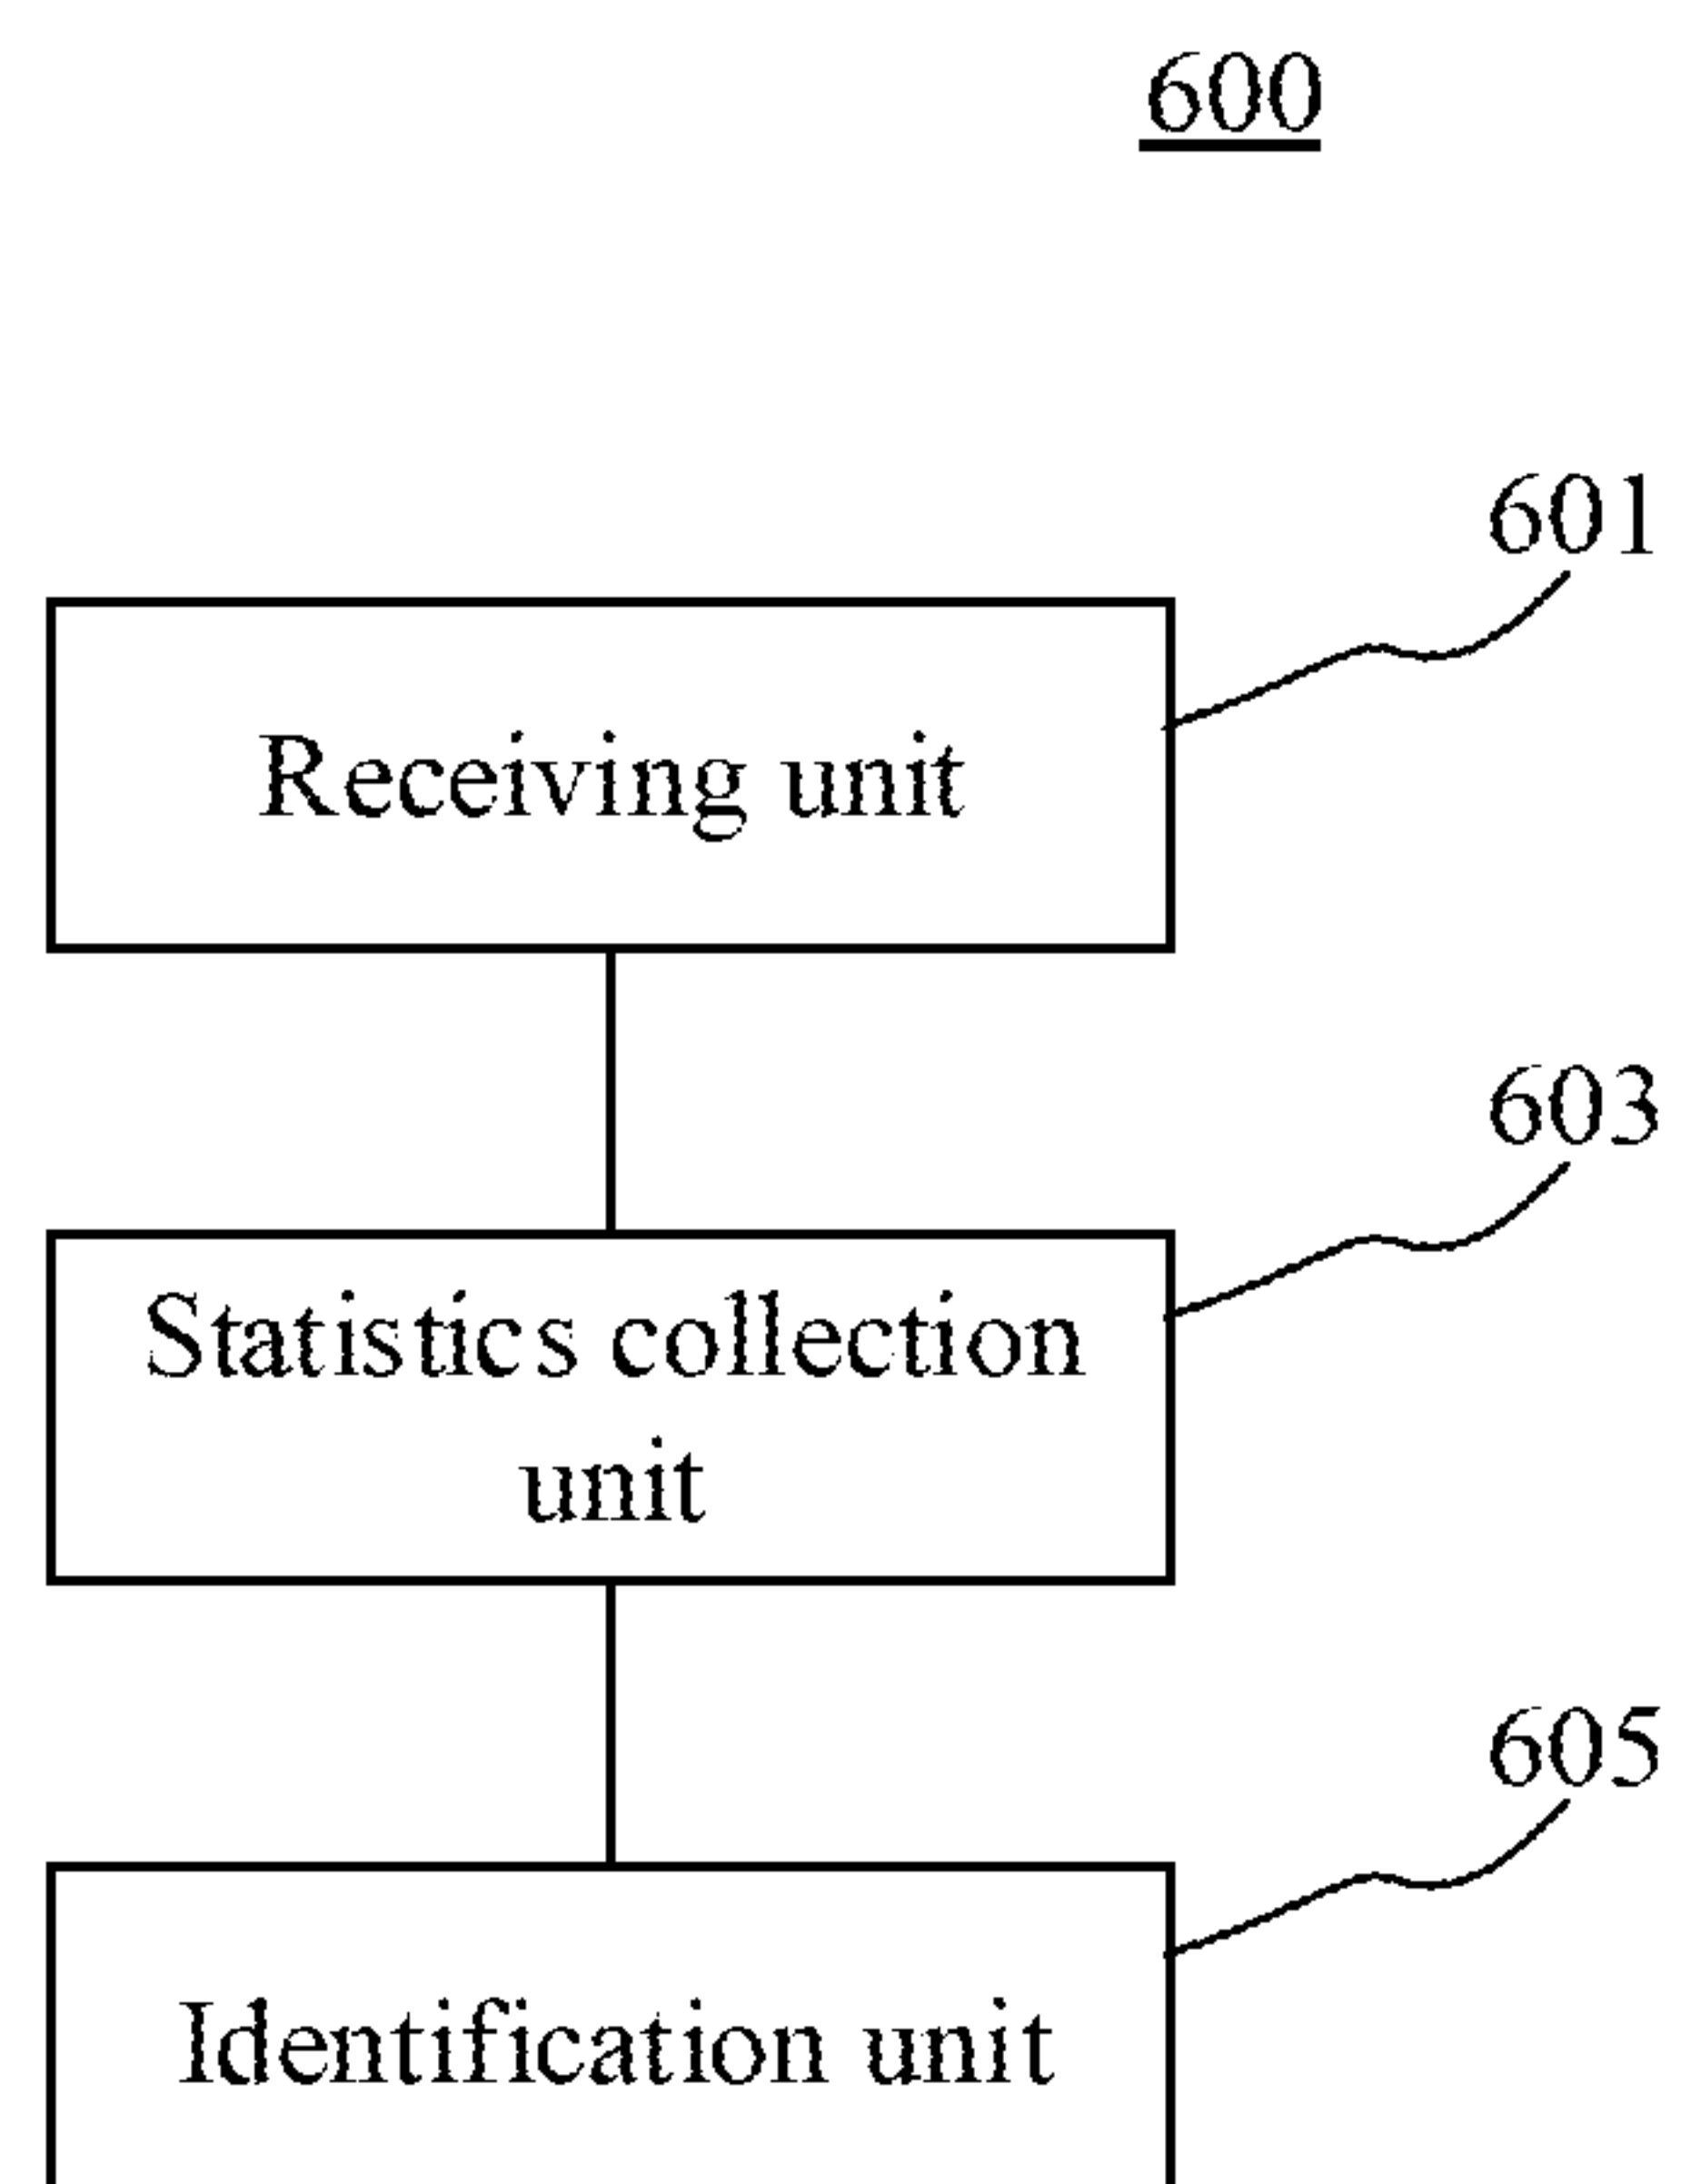 600
601
Receiving unit
603
Statistics collection
unit
605
Identification unit